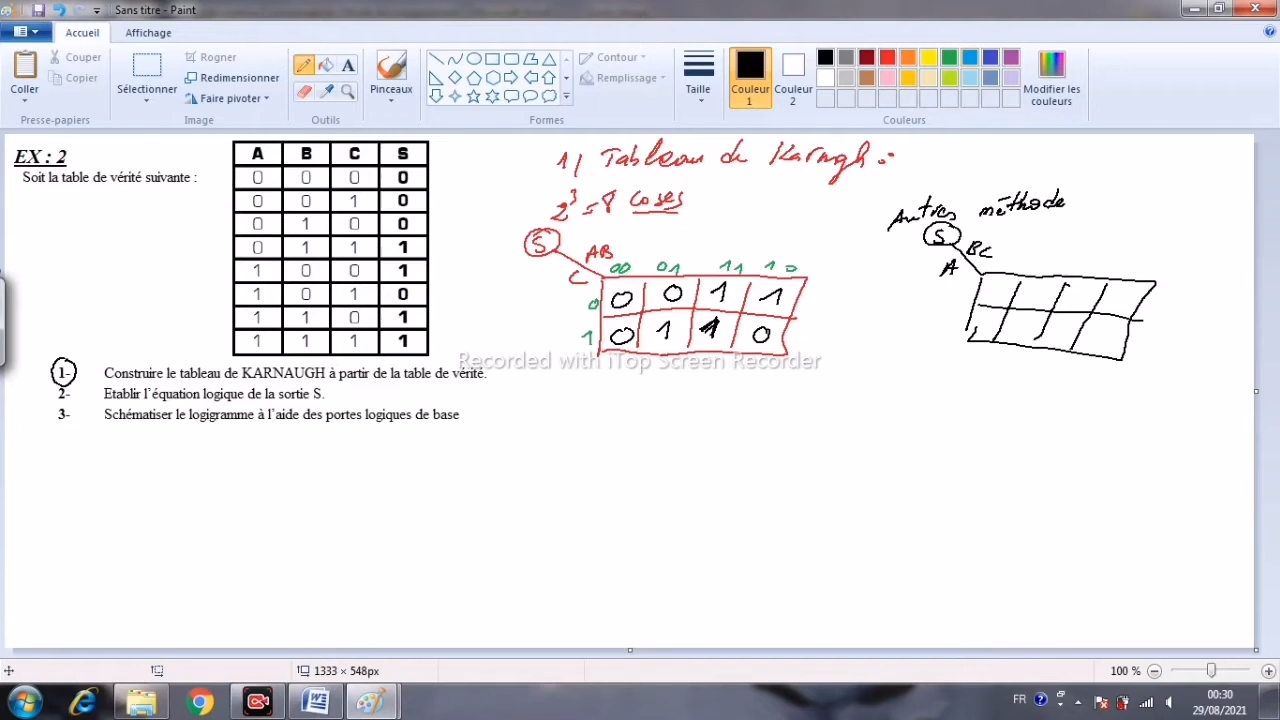 Sans titre - Paint
Accueil
Affichage
Coller
Couper
Copier
Presse-papiers
Sélectionner
Rogner
Redimensionner
Faire pivoter
Image
Outils
Pinceaux
Contour
Remplissage
Formes
Taille
Couleur 1
Couleur 2
Modifier les couleurs
Couleurs
EX : 2
Soit la table de vérité suivante :
A B C S
0 0 0 0
0 0 1 0
0 1 0 0
0 1 1 1
1 0 0 1
1 0 1 0
1 1 0 1
1 1 1 1
1- Construire le tableau de KARNAUGH à partir de la table de vérité.
2- Etablir l'équation logique de la sortie S.
3- Schématiser le logigramme à l'aide des portes logiques de base
1) Tableau de Karnagh :
2³ = 8 cases
S AB
C 00 01 11 10
0 0 0 1 1
1 0 1 1 0
Autres méthode
S BC
A
Recorded with iTop Screen Recorder
1333 × 548px
100 %
FR
00:30
29/08/2021